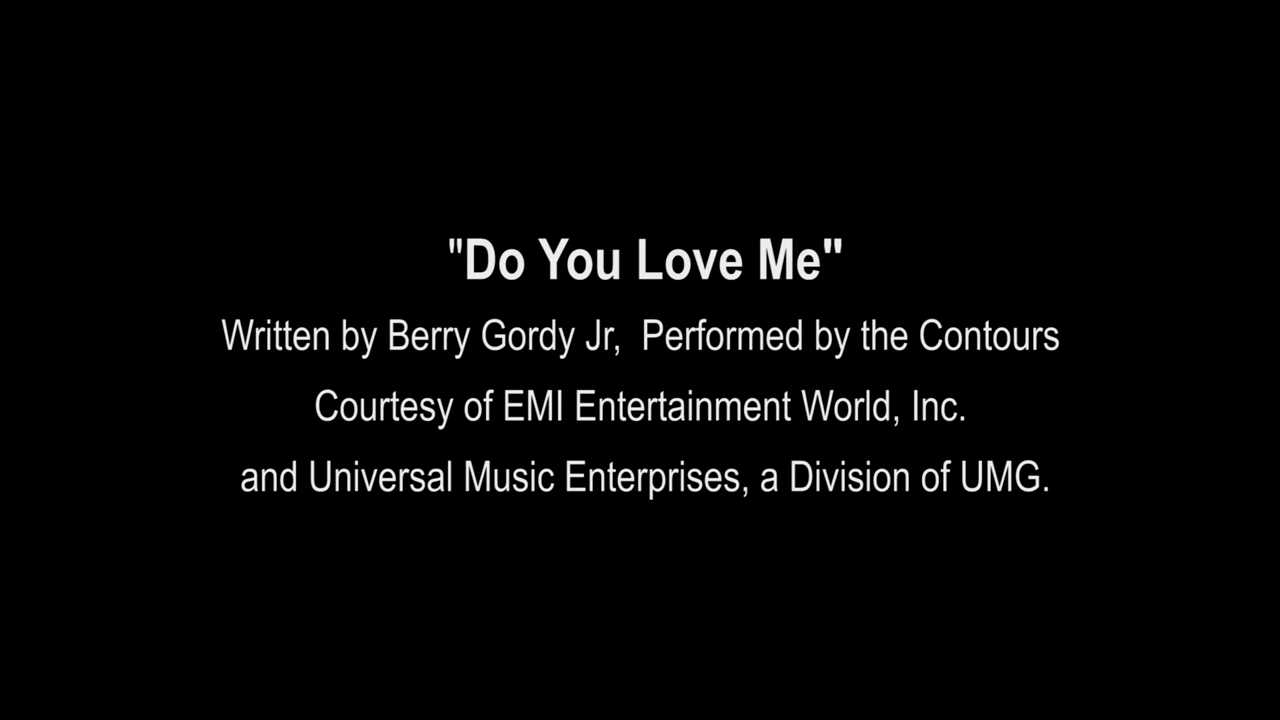 "Do You Love Me"
Written by Berry Gordy Jr,  Performed by the Contours
Courtesy of EMI Entertainment World, Inc.
and Universal Music Enterprises, a Division of UMG.